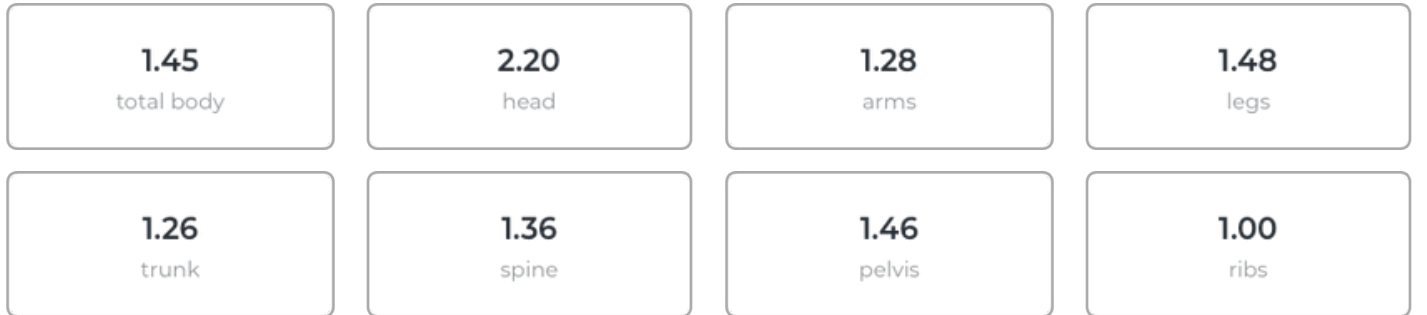 1.45
total body
2.20
head
1.28
arms
1.48
legs
1.26
trunk
1.36
spine
1.46
pelvis
1.00
ribs